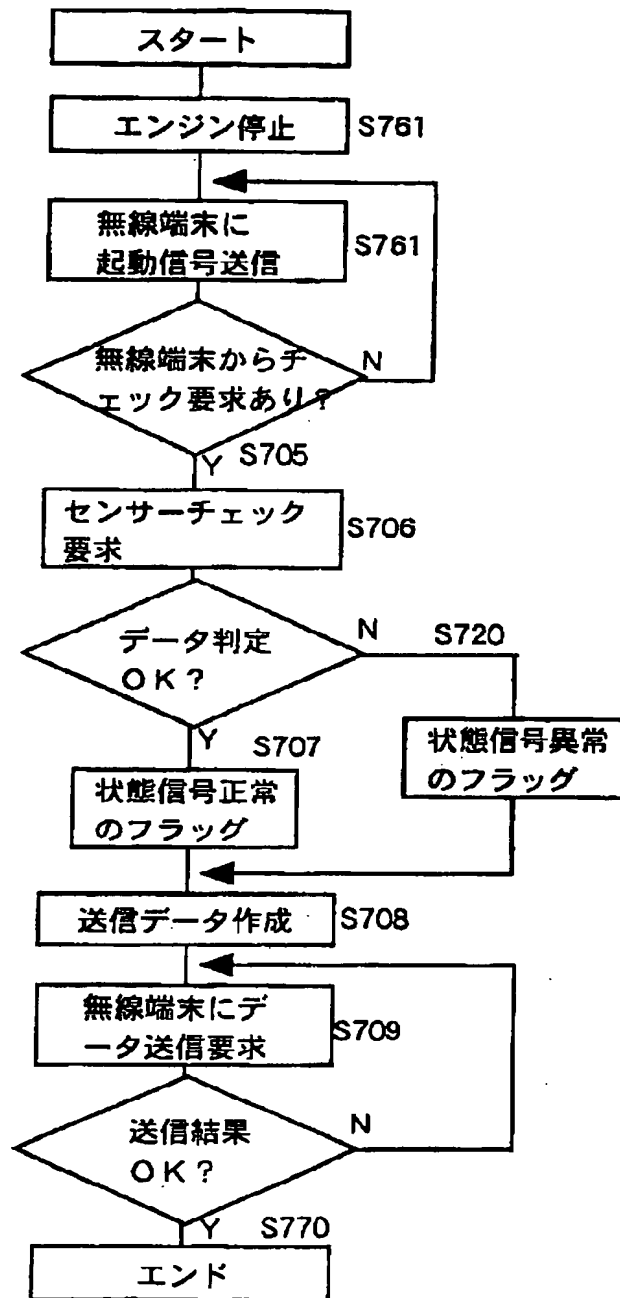 スタート
エンジン停止 S761
無線端末に
起動信号送信 S761
無線端末からチ
ェック要求あり? N
Y S705
センサーチェック
要求 S706
データ判定
OK? N S720
Y S707
状態信号異常
のフラッグ
状態信号正常
のフラッグ
送信データ作成 S708
無線端末にデ
ータ送信要求 S709
送信結果
OK? N
Y S770
エンド